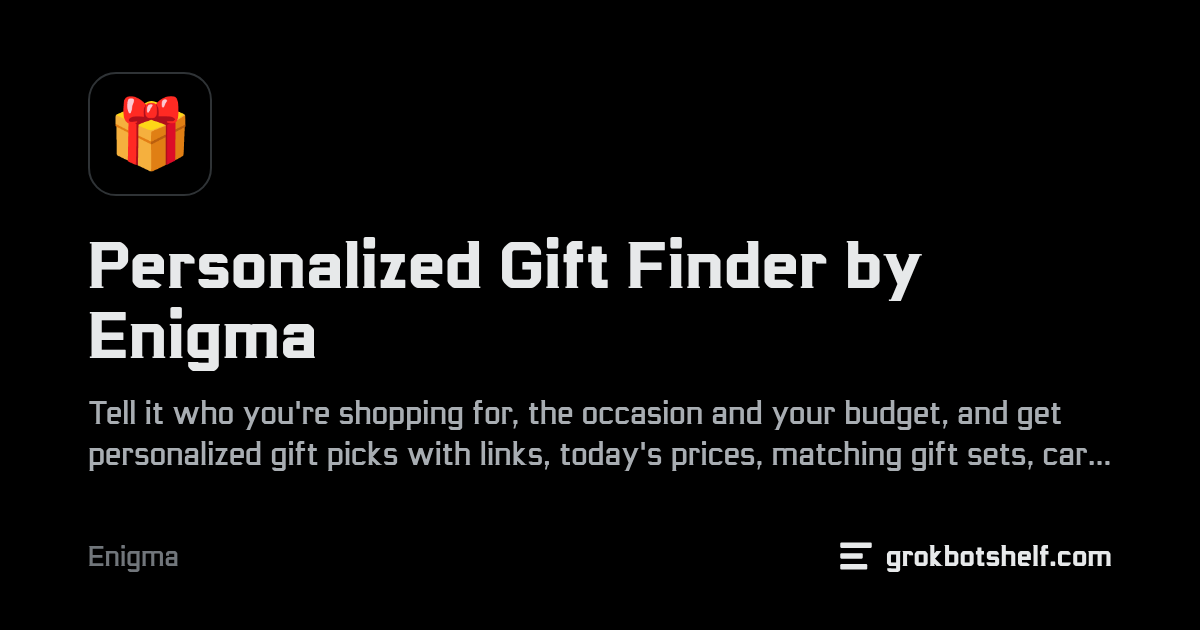 Personalized Gift Finder by
Enigma
Tell it who you're shopping for, the occasion and your budget, and get
personalized gift picks with links, today's prices, matching gift sets, car...
Enigma
grokbotshelf.com